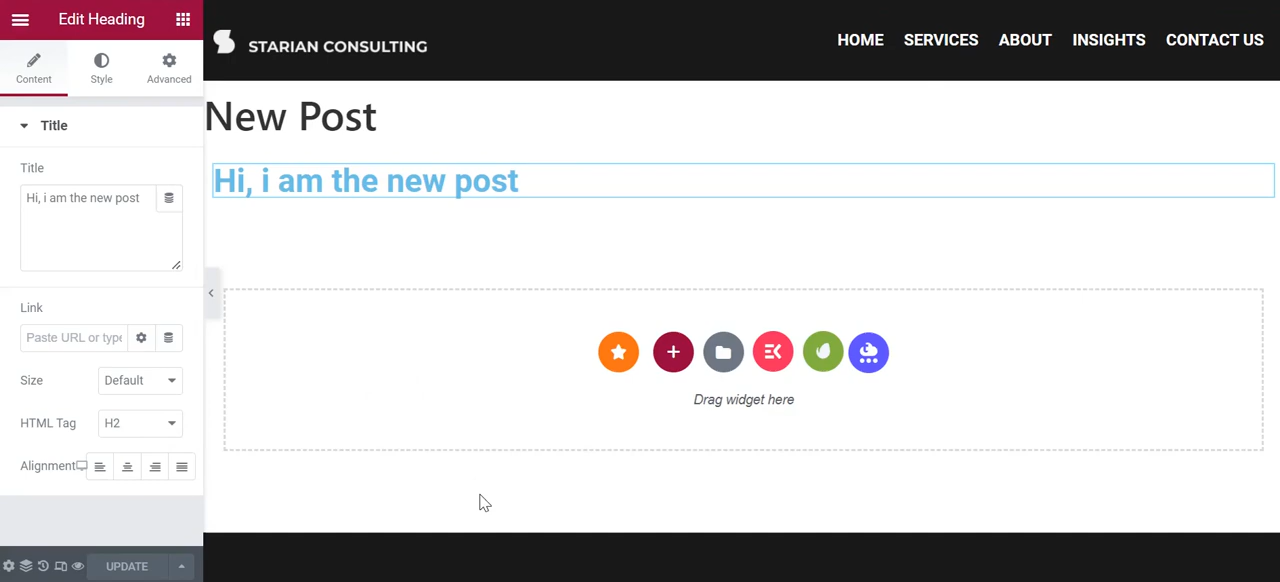 Edit Heading
Content Style Advanced
Title
Title
Hi, i am the new post
Link
Paste URL or type
Size Default
HTML Tag H2
Alignment
UPDATE
STARIAN CONSULTING
HOME SERVICES ABOUT INSIGHTS CONTACT US
New Post
Hi, i am the new post
Drag widget here